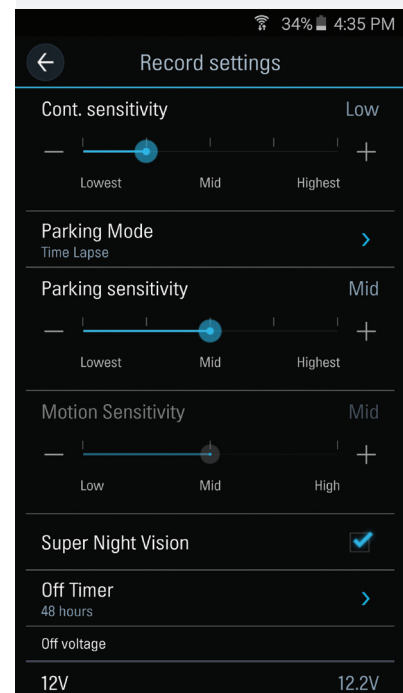 34% 4:35 PM
Record settings
Cont. sensitivity Low
Lowest Mid Highest
Parking Mode
Time Lapse
Parking sensitivity Mid
Lowest Mid Highest
Motion Sensitivity Mid
Low Mid High
Super Night Vision
Off Timer
48 hours
Off voltage
12V 12.2V